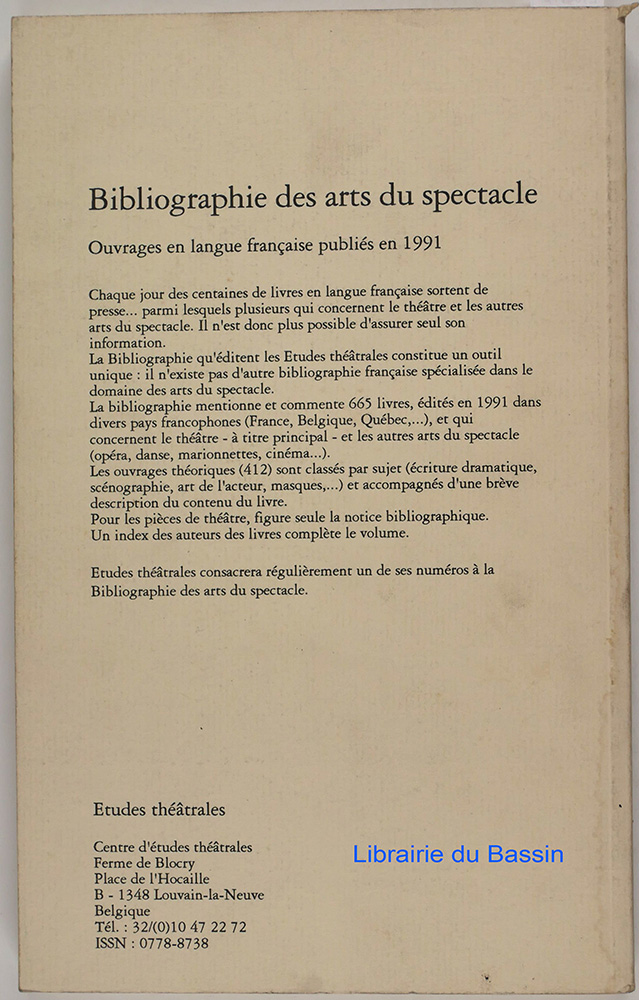 Bibliographie des arts du spectacle
Ouvrages en langue française publiés en 1991
Chaque jour des centaines de livres en langue française sortent de
presse... parmi lesquels plusieurs qui concernent le théâtre et les autres
arts du spectacle. Il n'est donc plus possible d'assurer seul son
information.
La Bibliographie qu'éditent les Etudes théâtrales constitue un outil
unique : il n'existe pas d'autre bibliographie française spécialisée dans le
domaine des arts du spectacle.
La bibliographie mentionne et commente 665 livres, édités en 1991 dans
divers pays francophones (France, Belgique, Québec,...), et qui
concernent le théâtre - à titre principal - et les autres arts du spectacle
(opéra, danse, marionnettes, cinéma...).
Les ouvrages théoriques (412) sont classés par sujet (écriture dramatique,
scénographie, art de l'acteur, masques,...) et accompagnés d'une brève
description du contenu du livre.
Pour les pièces de théâtre, figure seule la notice bibliographique.
Un index des auteurs des livres complète le volume.
Etudes théâtrales consacrera régulièrement un de ses numéros à la
Bibliographie des arts du spectacle.
Etudes théâtrales
Centre d'études théâtrales
Ferme de Blocry
Place de l'Hocaille
B - 1348 Louvain-la-Neuve
Belgique
Tél. : 32/(0)10 47 22 72
ISSN : 0778-8738
Librairie du Bassin